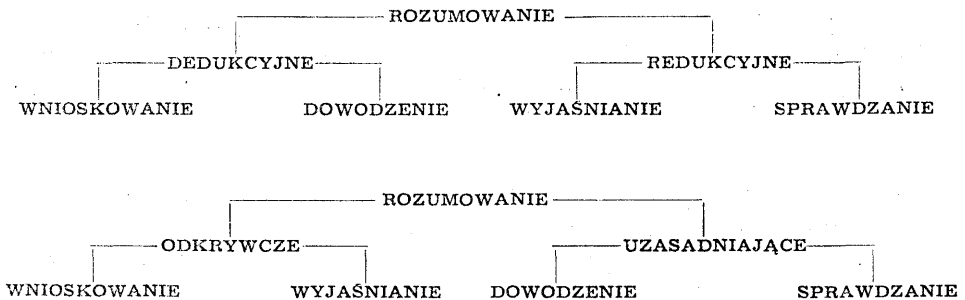 ROZUMOWANIE
DEDUKCYJNE REDUKCYJNE
WNIOSKOWANIE DOWODZENIE WYJAŚNIANIE SPRAWDZANIE
ROZUMOWANIE
ODKRYWCZE UZASADNIAJĄCE
WNIOSKOWANIE WYJAŚNIANIE DOWODZENIE SPRAWDZANIE